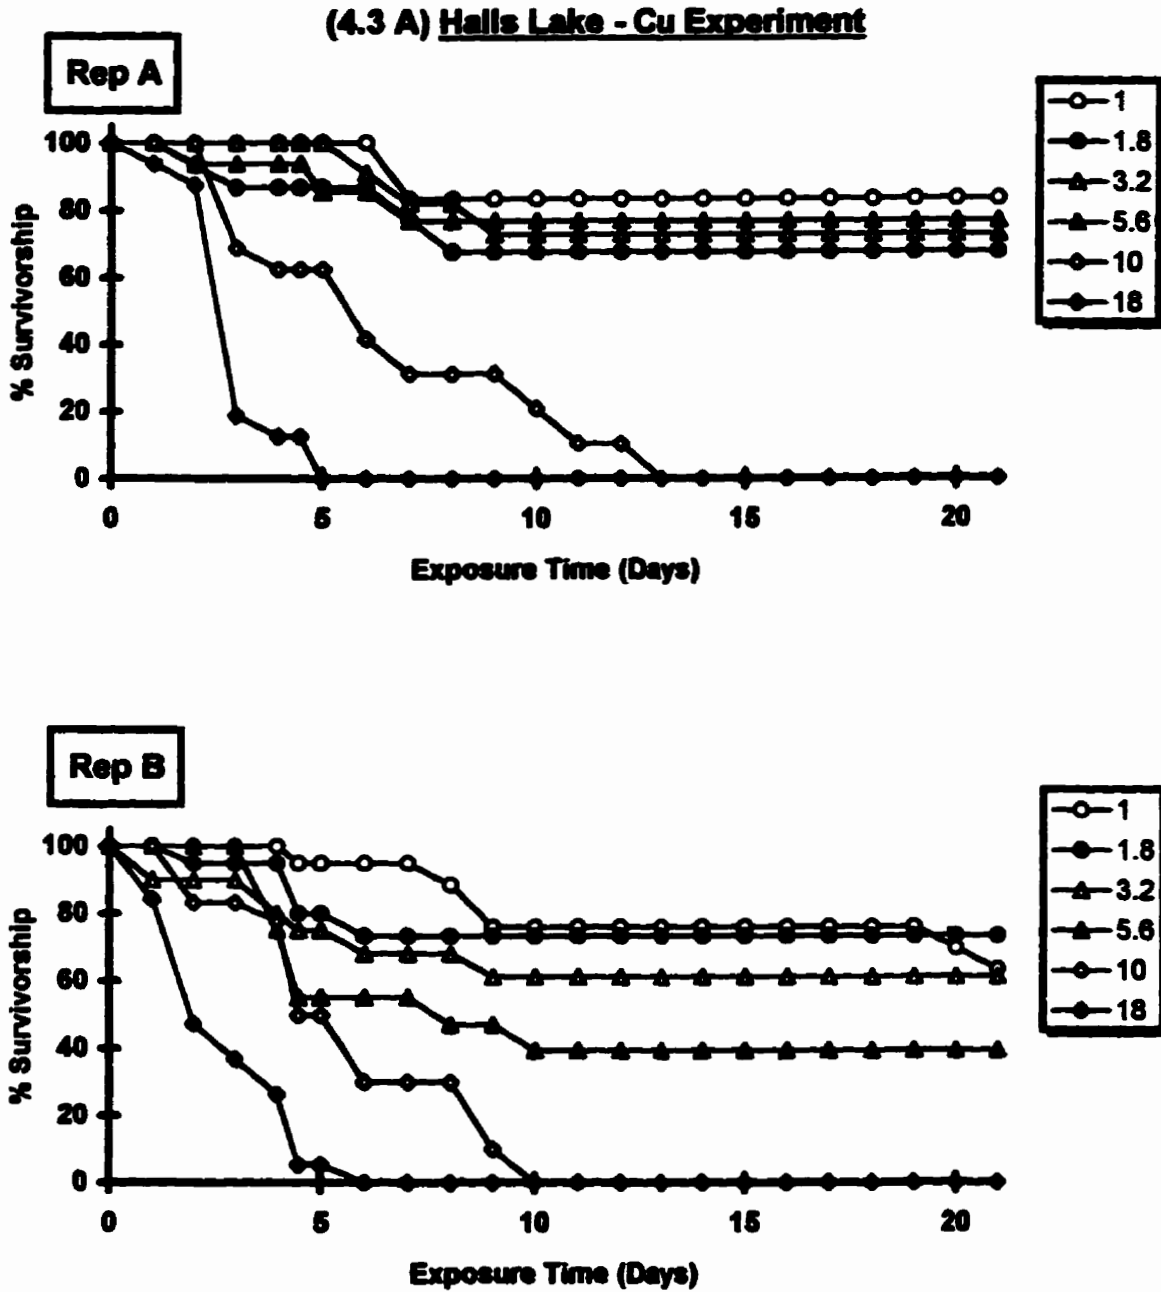 (4.3 A) Halls Lake - Cu Experiment
Rep A
1
1.8
3.2
5.6
10
18
100
80
60
40
20
0
% Survivorship
0 5 10 15 20
Exposure Time (Days)
Rep B
1
1.8
3.2
5.6
10
18
100
80
60
40
20
0
% Survivorship
0 5 10 15 20
Exposure Time (Days)